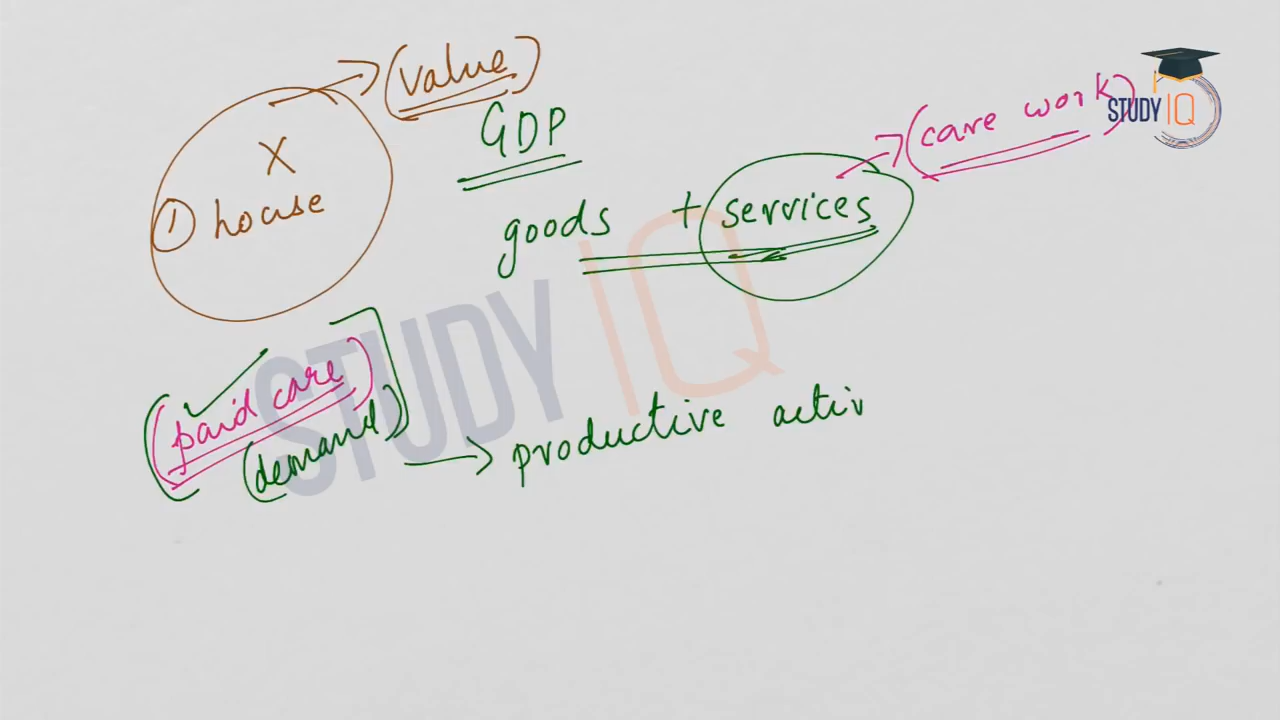 (value)
GDP
X
① house
goods + services
(care work)
STUDY IQ
STUDY IQ
(paid care)
(demand)
productive activ